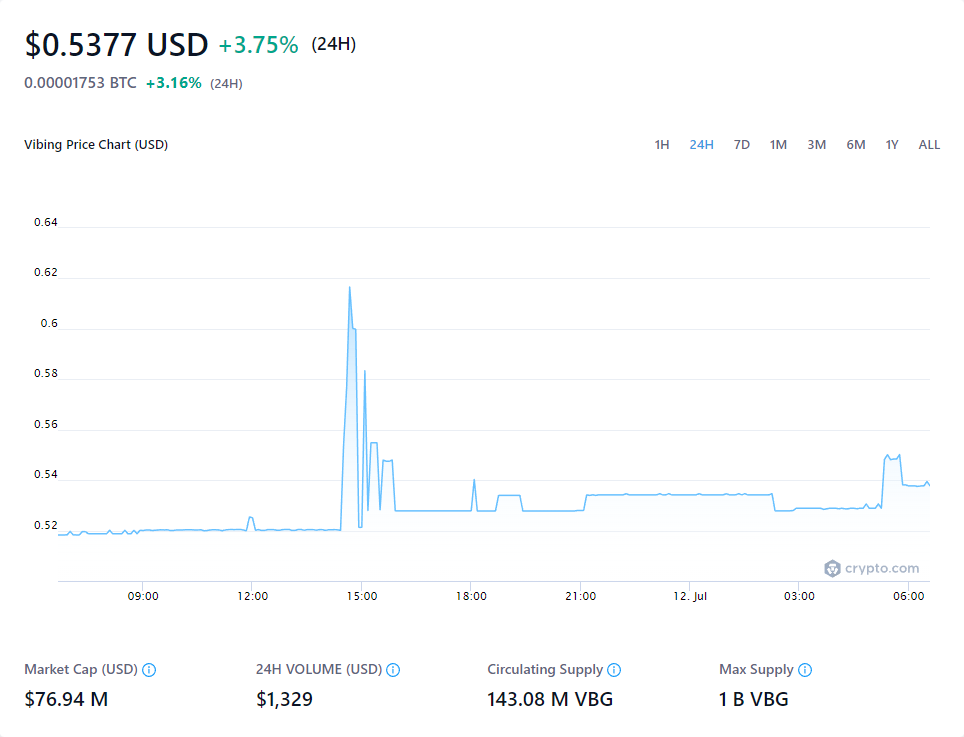 $0.5377 USD +3.75% (24H)
0.00001753 BTC +3.16% (24H)
Vibing Price Chart (USD) 1H 24H 7D 1M 3M 6M 1Y ALL
0.64
0.62
0.6
0.58
0.56
0.54
0.52
crypto.com
09:00 12:00 15:00 18:00 21:00 12. Jul 03:00 06:00
Market Cap (USD) 24H VOLUME (USD) Circulating Supply Max Supply
$76.94 M $1,329 143.08 M VBG 1 B VBG